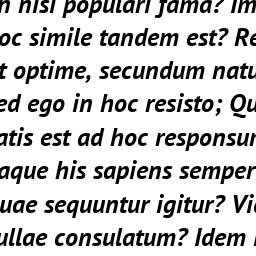 n nisi populari fama? Im
oc simile tandem est? Re
t optime, secundum natu
ed ego in hoc resisto; Qu
atis est ad hoc responsum
aque his sapiens semper
uae sequuntur igitur? Vi
ullae consulatum? Idem